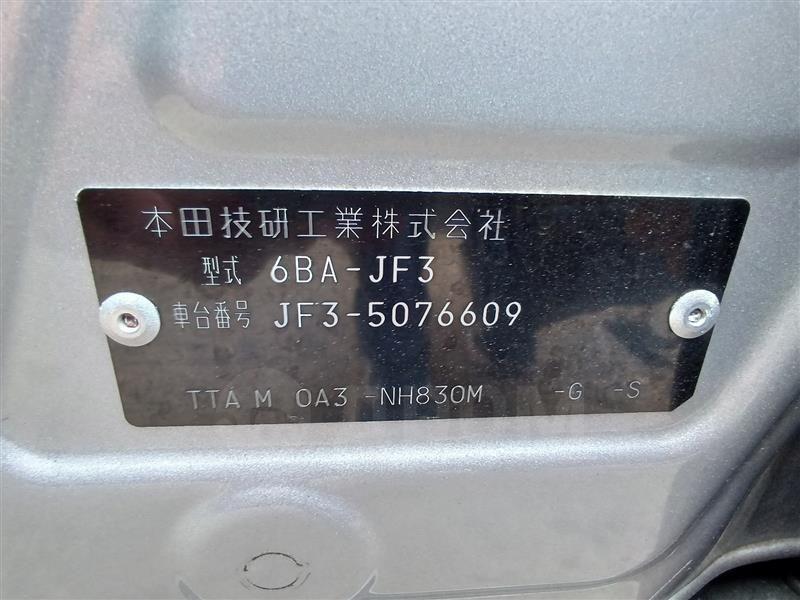 本田技研工業株式会社
型式 6BA-JF3
車台番号 JF3-5076609
TTA M 0A3 -NH830M -G -S